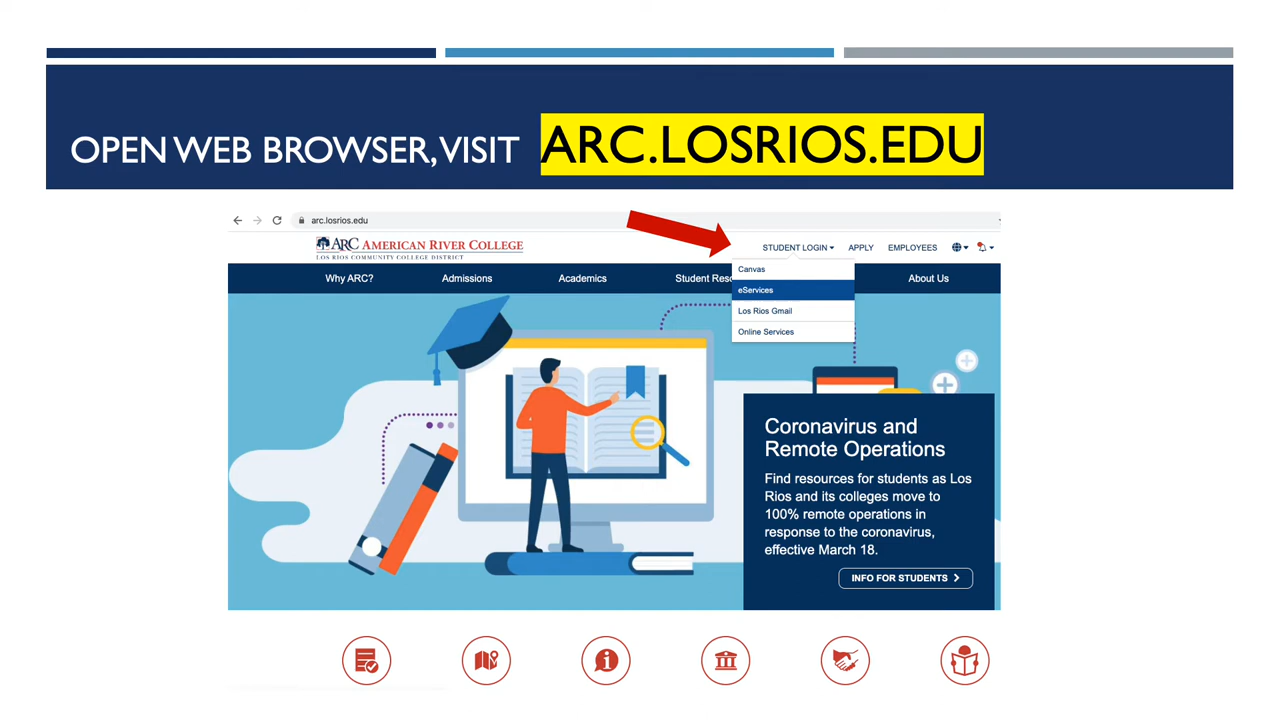 OPEN WEB BROWSER, VISIT ARC.LOSRIOS.EDU
arc.losrios.edu
ARC AMERICAN RIVER COLLEGE
LOS RIOS COMMUNITY COLLEGE DISTRICT
STUDENT LOGIN APPLY EMPLOYEES
Why ARC? Admissions Academics Student Reso About Us
Canvas
eServices
Los Rios Gmail
Online Services
Coronavirus and
Remote Operations
Find resources for students as Los
Rios and its colleges move to
100% remote operations in
response to the coronavirus,
effective March 18.
INFO FOR STUDENTS